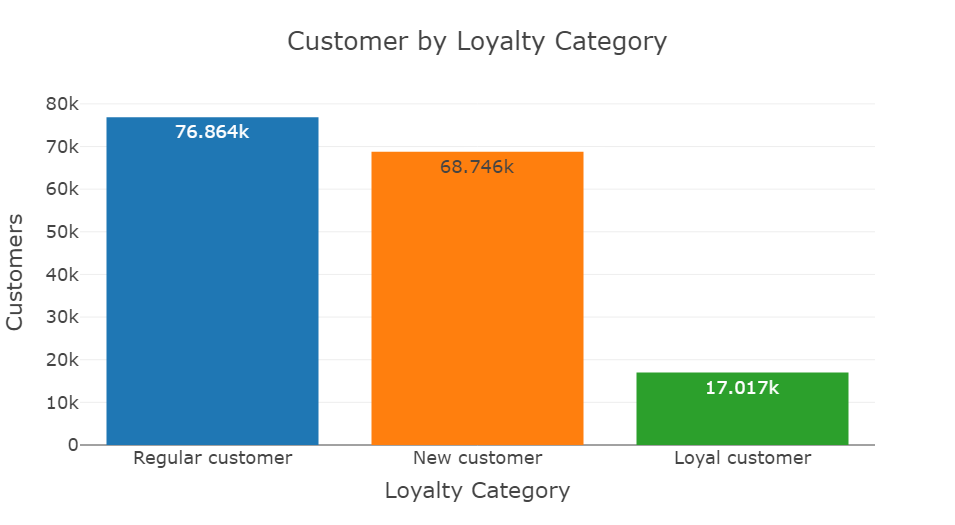 Customer by Loyalty Category
Customers
80k
70k
60k
50k
40k
30k
20k
10k
0
76.864k
68.746k
17.017k
Regular customer
New customer
Loyal customer
Loyalty Category